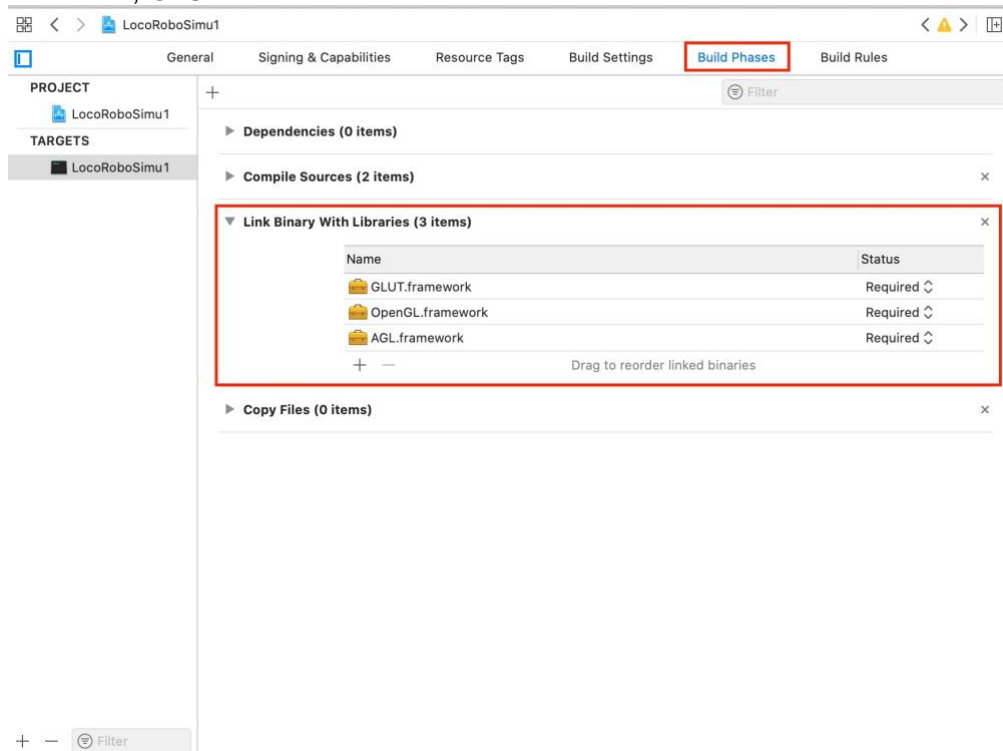 LocoRoboSimu1
General Signing & Capabilities Resource Tags Build Settings Build Phases Build Rules
PROJECT
Filter
LocoRoboSimu1
TARGETS
Dependencies (0 items)
LocoRoboSimu1
Compile Sources (2 items)
Link Binary With Libraries (3 items)
Name Status
GLUT.framework Required
OpenGL.framework Required
AGL.framework Required
Drag to reorder linked binaries
Copy Files (0 items)
Filter